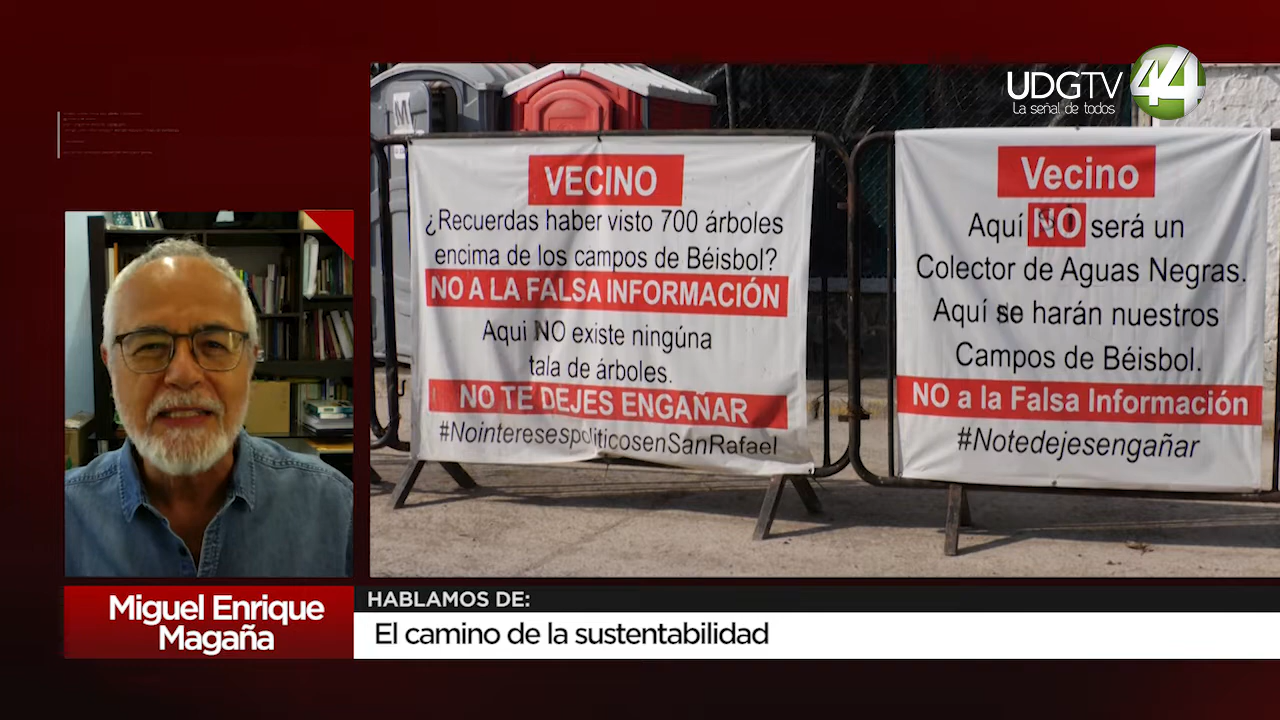 UDGTV 44
La señal de todos
M
VECINO
¿Recuerdas haber visto 700 árboles
encima de los campos de Béisbol?
NO A LA FALSA INFORMACIÓN
Aqui NO existe ningúna
tala de árboles.
NO TE DEJES ENGAÑAR
#NointeresespoliticosenSanRafael
Vecino
Aquí NO será un
Colector de Aguas Negras.
Aquí se harán nuestros
Campos de Béisbol.
NO a la Falsa Información
#Notedejesengañar
Miguel Enrique
Magaña
HABLAMOS DE:
El camino de la sustentabilidad